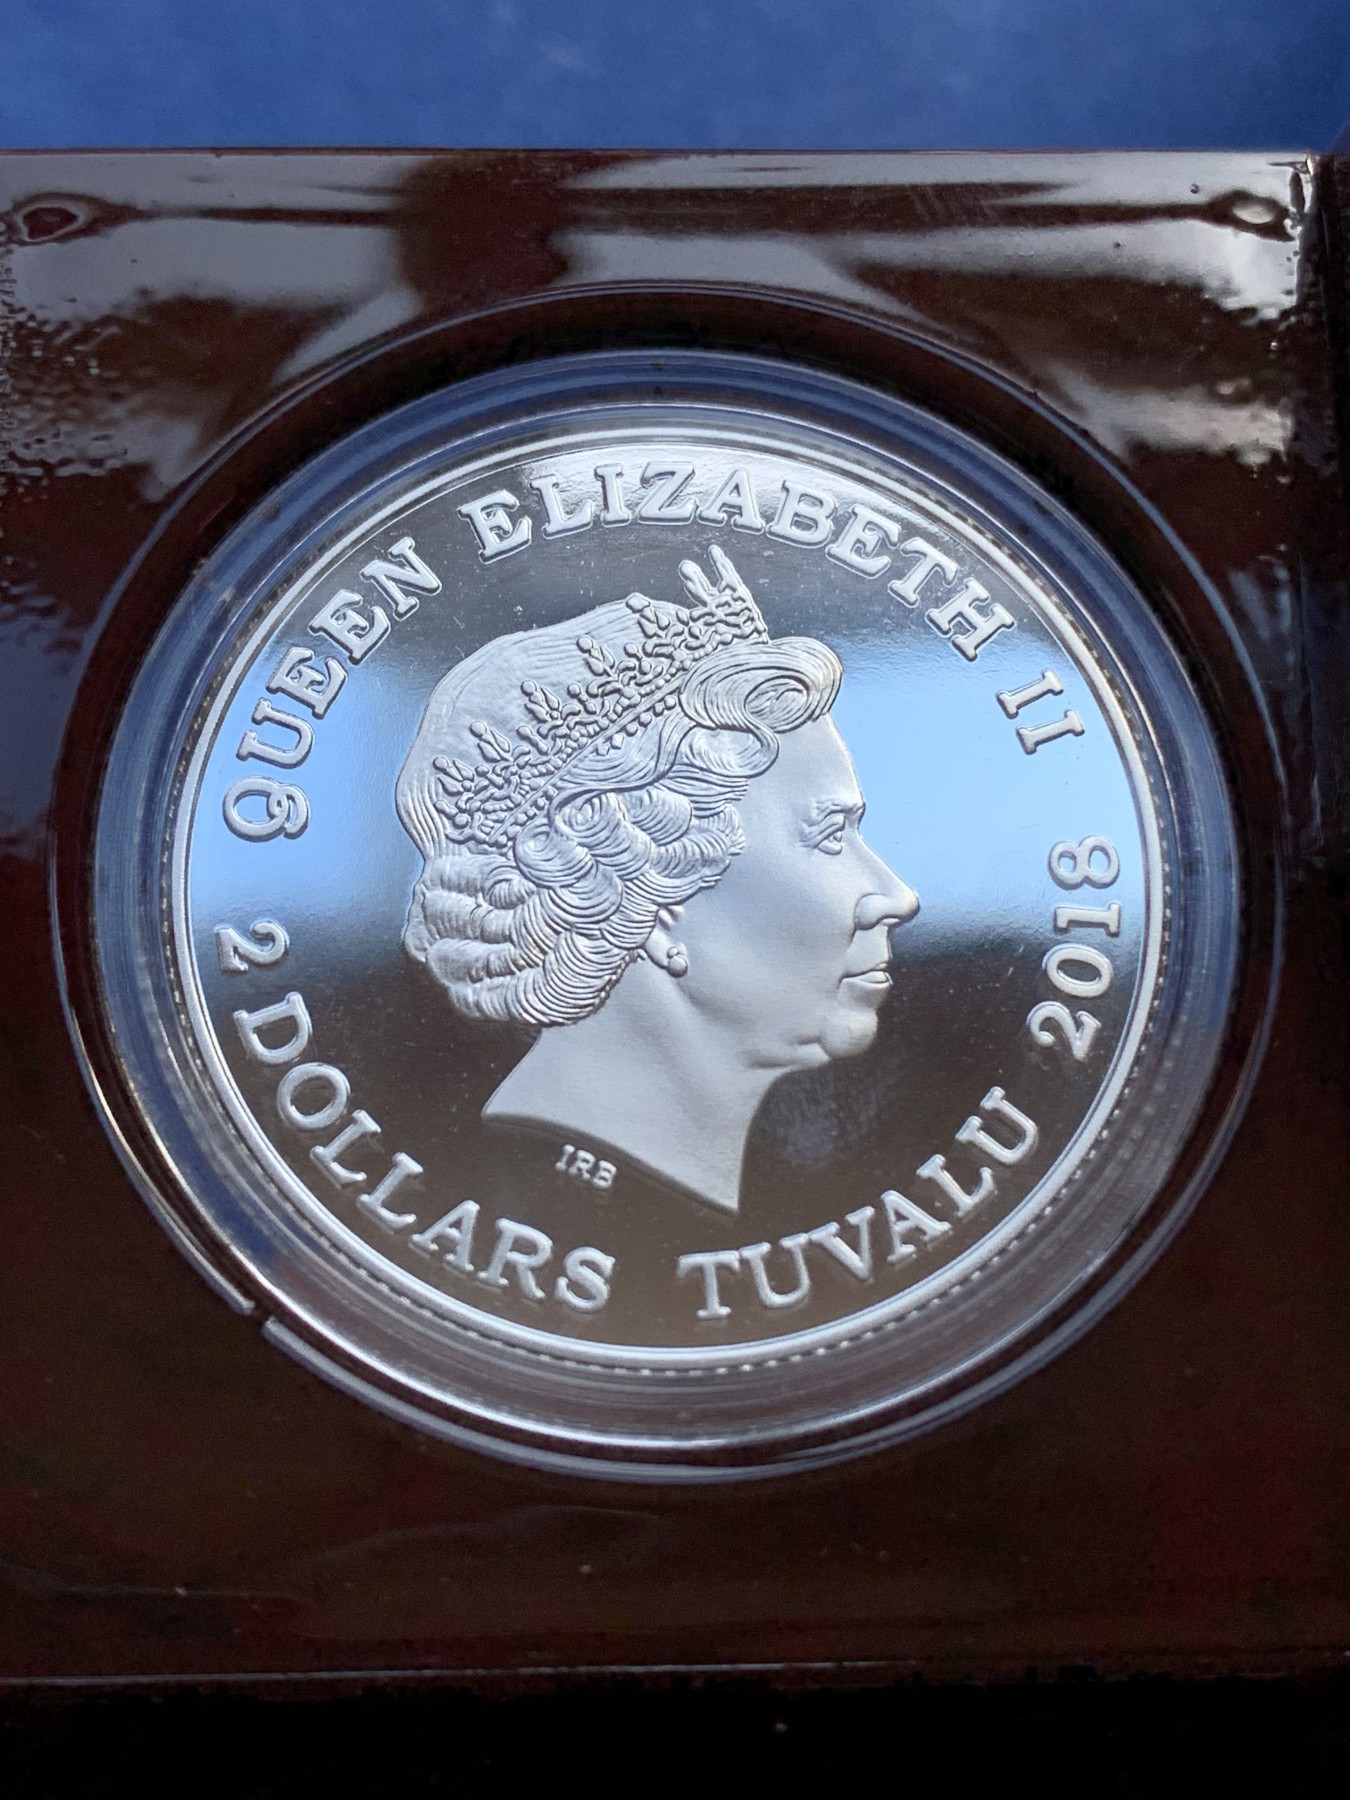 QUEEN ELIZABETH II
2 DOLLARS TUVALU 2018
IRB